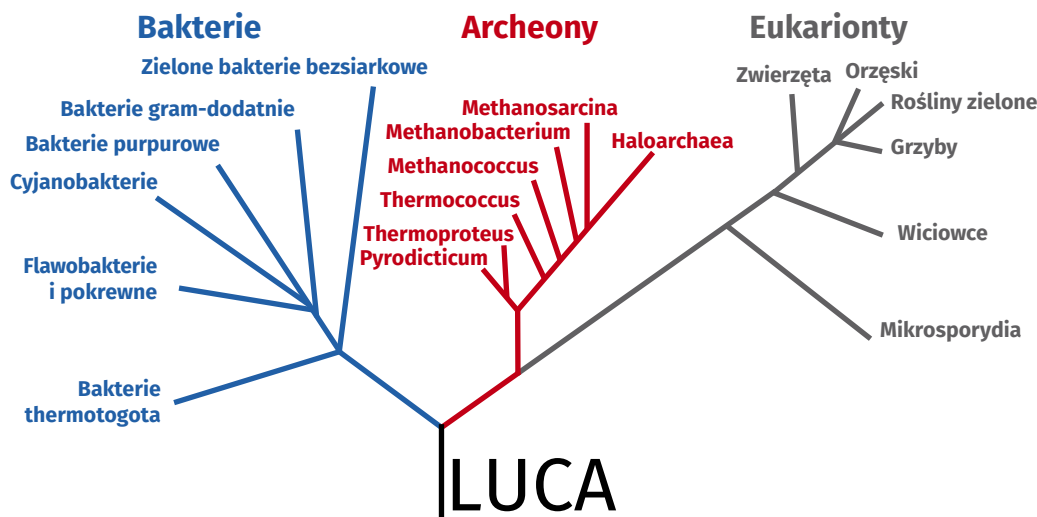 Bakterie
Archeony
Eukarionty
Zielone bakterie bezsiarkowe
Bakterie gram-dodatnie
Bakterie purpurowe
Cyjanobakterie
Flawobakterie
i pokrewne
Bakterie
thermotogota
Methanosarcina
Methanobacterium
Haloarchaea
Methanococcus
Thermococcus
Thermoproteus
Pyrodicticum
Zwierzęta
Orzęski
Rośliny zielone
Grzyby
Wiciowce
Mikrosporydia
LUCA